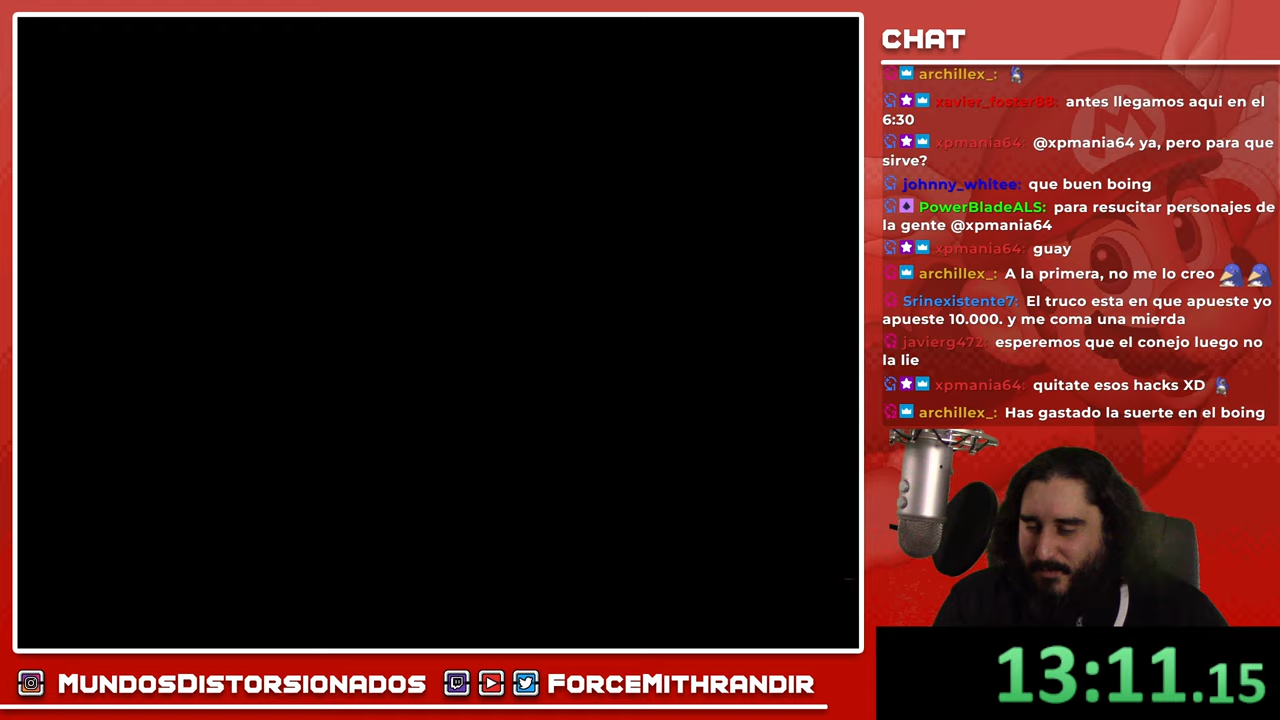 CHAT
archillex_:
xavier_foster88: antes llegamos aqui en el
6:30
xpmania64: @xpmania64 ya, pero para que
sirve?
johnny_whitee: que buen boing
PowerBladeALS: para resucitar personajes de
la gente @xpmania64
xpmania64: guay
archillex_: A la primera, no me lo creo
Srinexistente7: El truco esta en que apueste yo
apueste 10.000. y me coma una mierda
javierg472: esperemos que el conejo luego no
la lie
xpmania64: quitate esos hacks XD
archillex_: Has gastado la suerte en el boing
13:11.15
MUNDOSDISTORSIONADOS FORCEMITHRANDIR